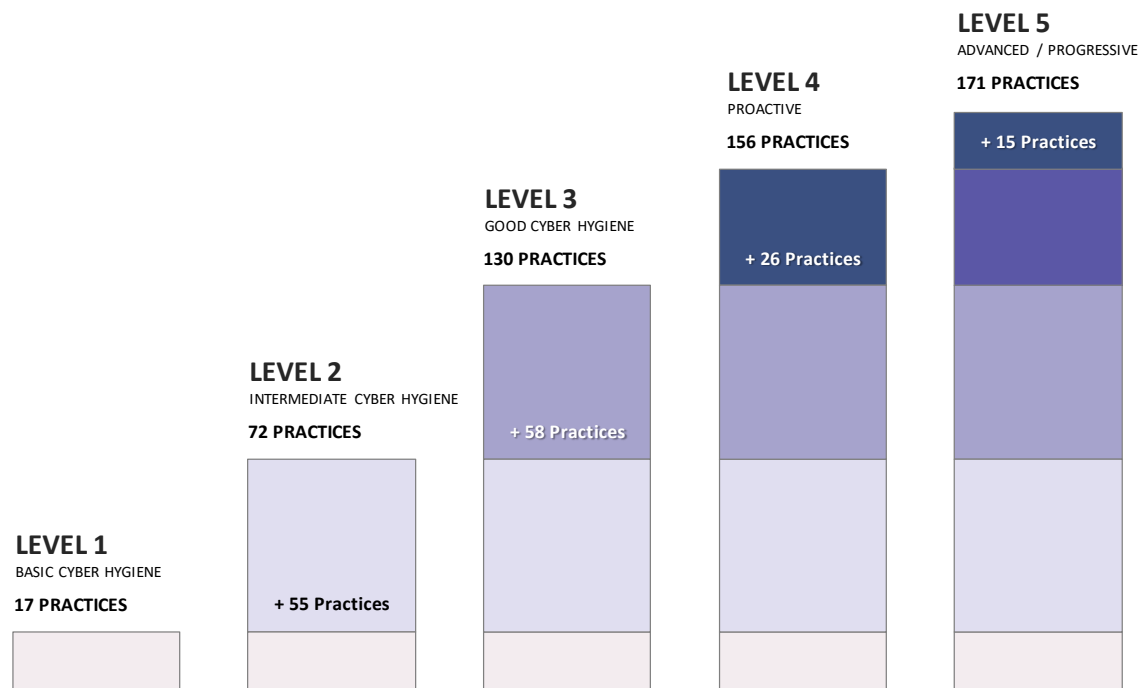 LEVEL 5
ADVANCED / PROGRESSIVE
171 PRACTICES
+ 15 Practices
LEVEL 4
PROACTIVE
156 PRACTICES
+ 26 Practices
LEVEL 3
GOOD CYBER HYGIENE
130 PRACTICES
+ 58 Practices
LEVEL 2
INTERMEDIATE CYBER HYGIENE
72 PRACTICES
+ 55 Practices
LEVEL 1
BASIC CYBER HYGIENE
17 PRACTICES